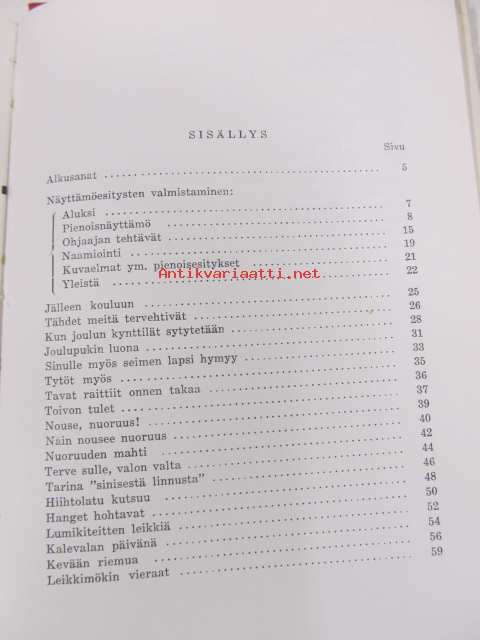 SISÄLLYS
Sivu
Alkusanat 5
Näyttämöesitysten valmistaminen:
Aluksi 7
Pienoisnäyttämö 8
Ohjaajan tehtävät 15
Naamiointi 19
Kuvaelmat ym. pienoisesitykset 21
Yleistä 22
Antikvariaatti.net
Jälleen kouluun 25
Tähdet meitä tervehtivät 26
Kun joulun kynttilät sytytetään 28
Joulupukin luona 31
Sinulle myös seimen lapsi hymyy 33
Tytöt myös 35
Tavat raittiit onnen takaa 36
Toivon tulet 37
Nouse, nuoruus! 39
Näin nousee nuoruus 40
Nuoruuden mahti 42
Terve sulle, valon valta 44
Tarina "sinisestä linnusta" 46
Hiihtolatu kutsuu 48
Hanget hohtavat 50
Lumikiteitten leikkiä 52
Kalevalan päivänä 54
Kevään riemua 56
Leikkimökin vieraat 59